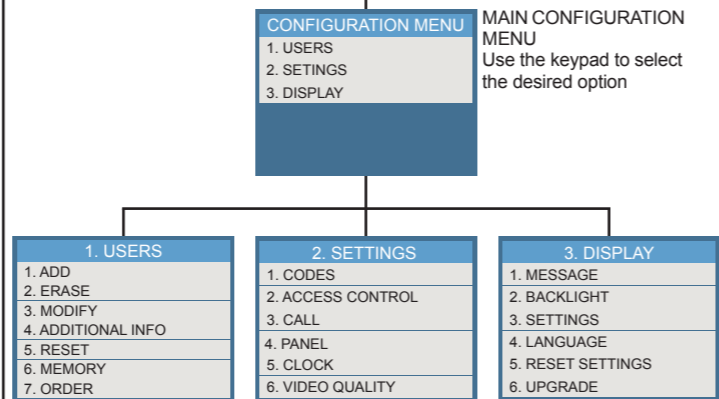 CONFIGURATION MENU
1. USERS
2. SETINGS
3. DISPLAY
MAIN CONFIGURATION
MENU
Use the keypad to select
the desired option
1. USERS
1. ADD
2. ERASE
3. MODIFY
4. ADDITIONAL INFO
5. RESET
6. MEMORY
7. ORDER
2. SETTINGS
1. CODES
2. ACCESS CONTROL
3. CALL
4. PANEL
5. CLOCK
6. VIDEO QUALITY
3. DISPLAY
1. MESSAGE
2. BACKLIGHT
3. SETTINGS
4. LANGUAGE
5. RESET SETTINGS
6. UPGRADE